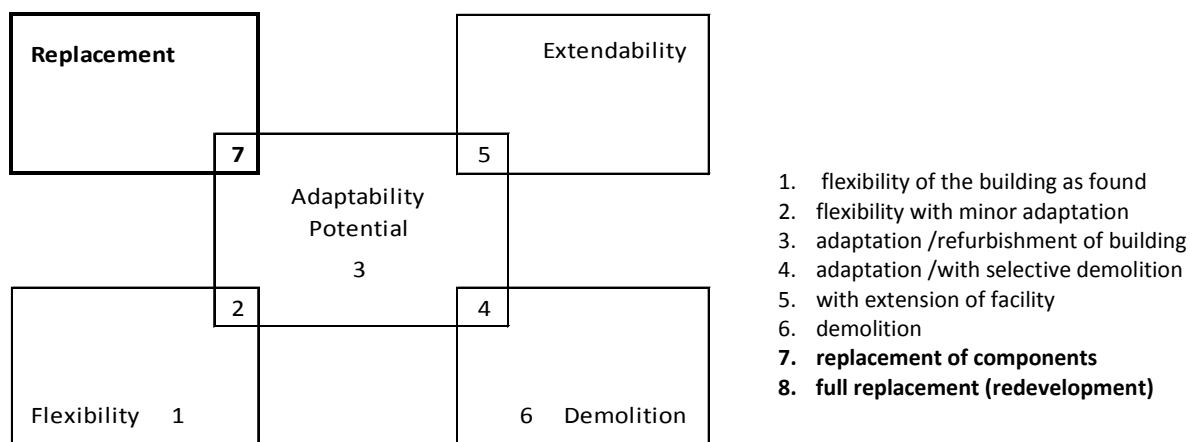 Replacement
Extendability
7
5
Adaptability
Potential
3
2
4
Flexibility 1
6 Demolition
1. flexibility of the building as found
2. flexibility with minor adaptation
3. adaptation /refurbishment of building
4. adaptation /with selective demolition
5. with extension of facility
6. demolition
7. replacement of components
8. full replacement (redevelopment)